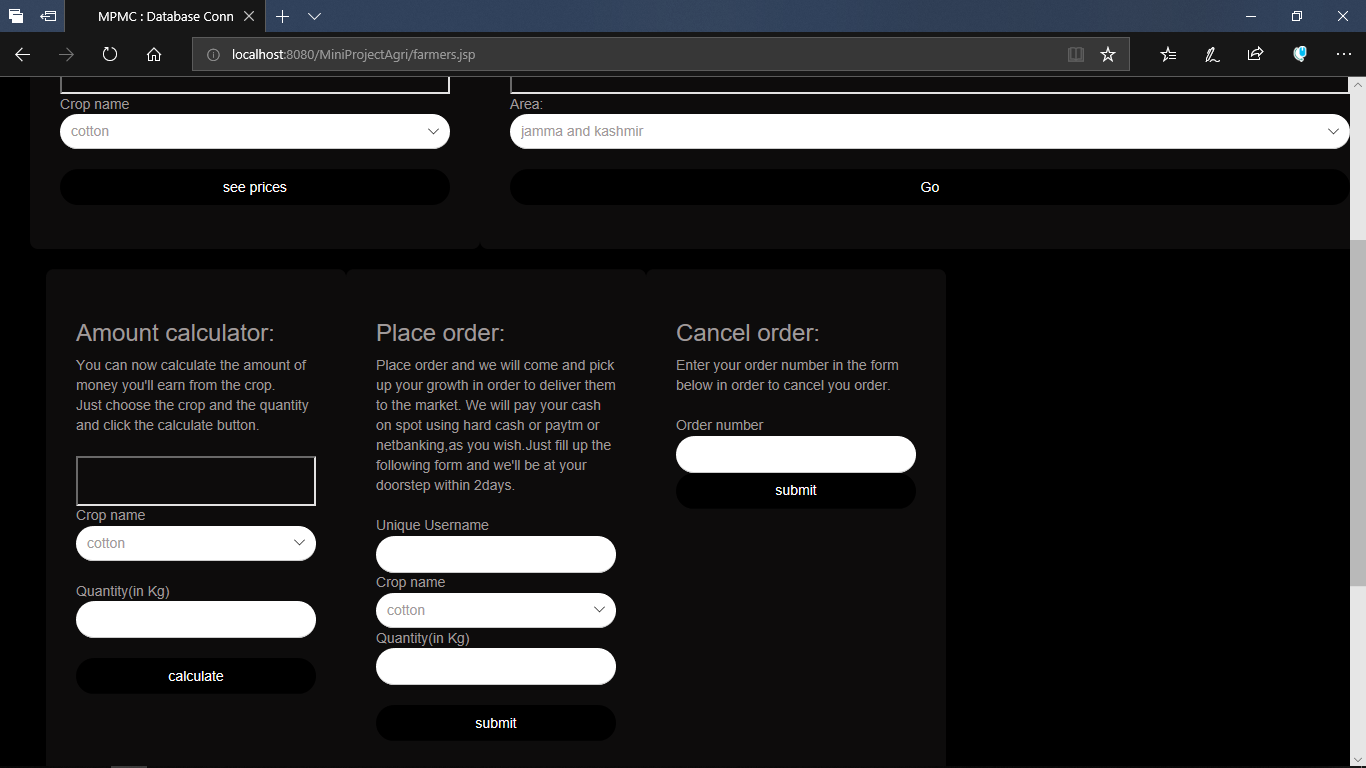 MPMC : Database Conn
localhost:8080/MiniProjectAgri/farmers.jsp
Crop name
cotton
see prices
Area:
jamma and kashmir
Go
Amount calculator:
You can now calculate the amount of
money you'll earn from the crop.
Just choose the crop and the quantity
and click the calculate button.
Crop name
cotton
Quantity(in Kg)
calculate
Place order:
Place order and we will come and pick
up your growth in order to deliver them
to the market. We will pay your cash
on spot using hard cash or paytm or
netbanking,as you wish.Just fill up the
following form and we'll be at your
doorstep within 2days.
Unique Username
Crop name
cotton
Quantity(in Kg)
submit
Cancel order:
Enter your order number in the form
below in order to cancel you order.
Order number
submit